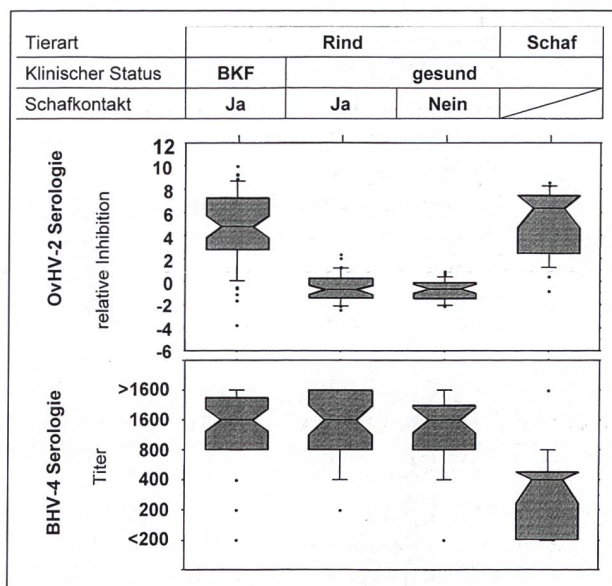 Tierart Rind Schaf
Klinischer Status BKF gesund
Schafkontakt Ja Ja Nein
OvHV-2 Serologie
relative Inhibition
12
10
8
6
4
2
0
-2
-4
-6
BHV-4 Serologie
Titer
>1600
1600
800
400
200
<200